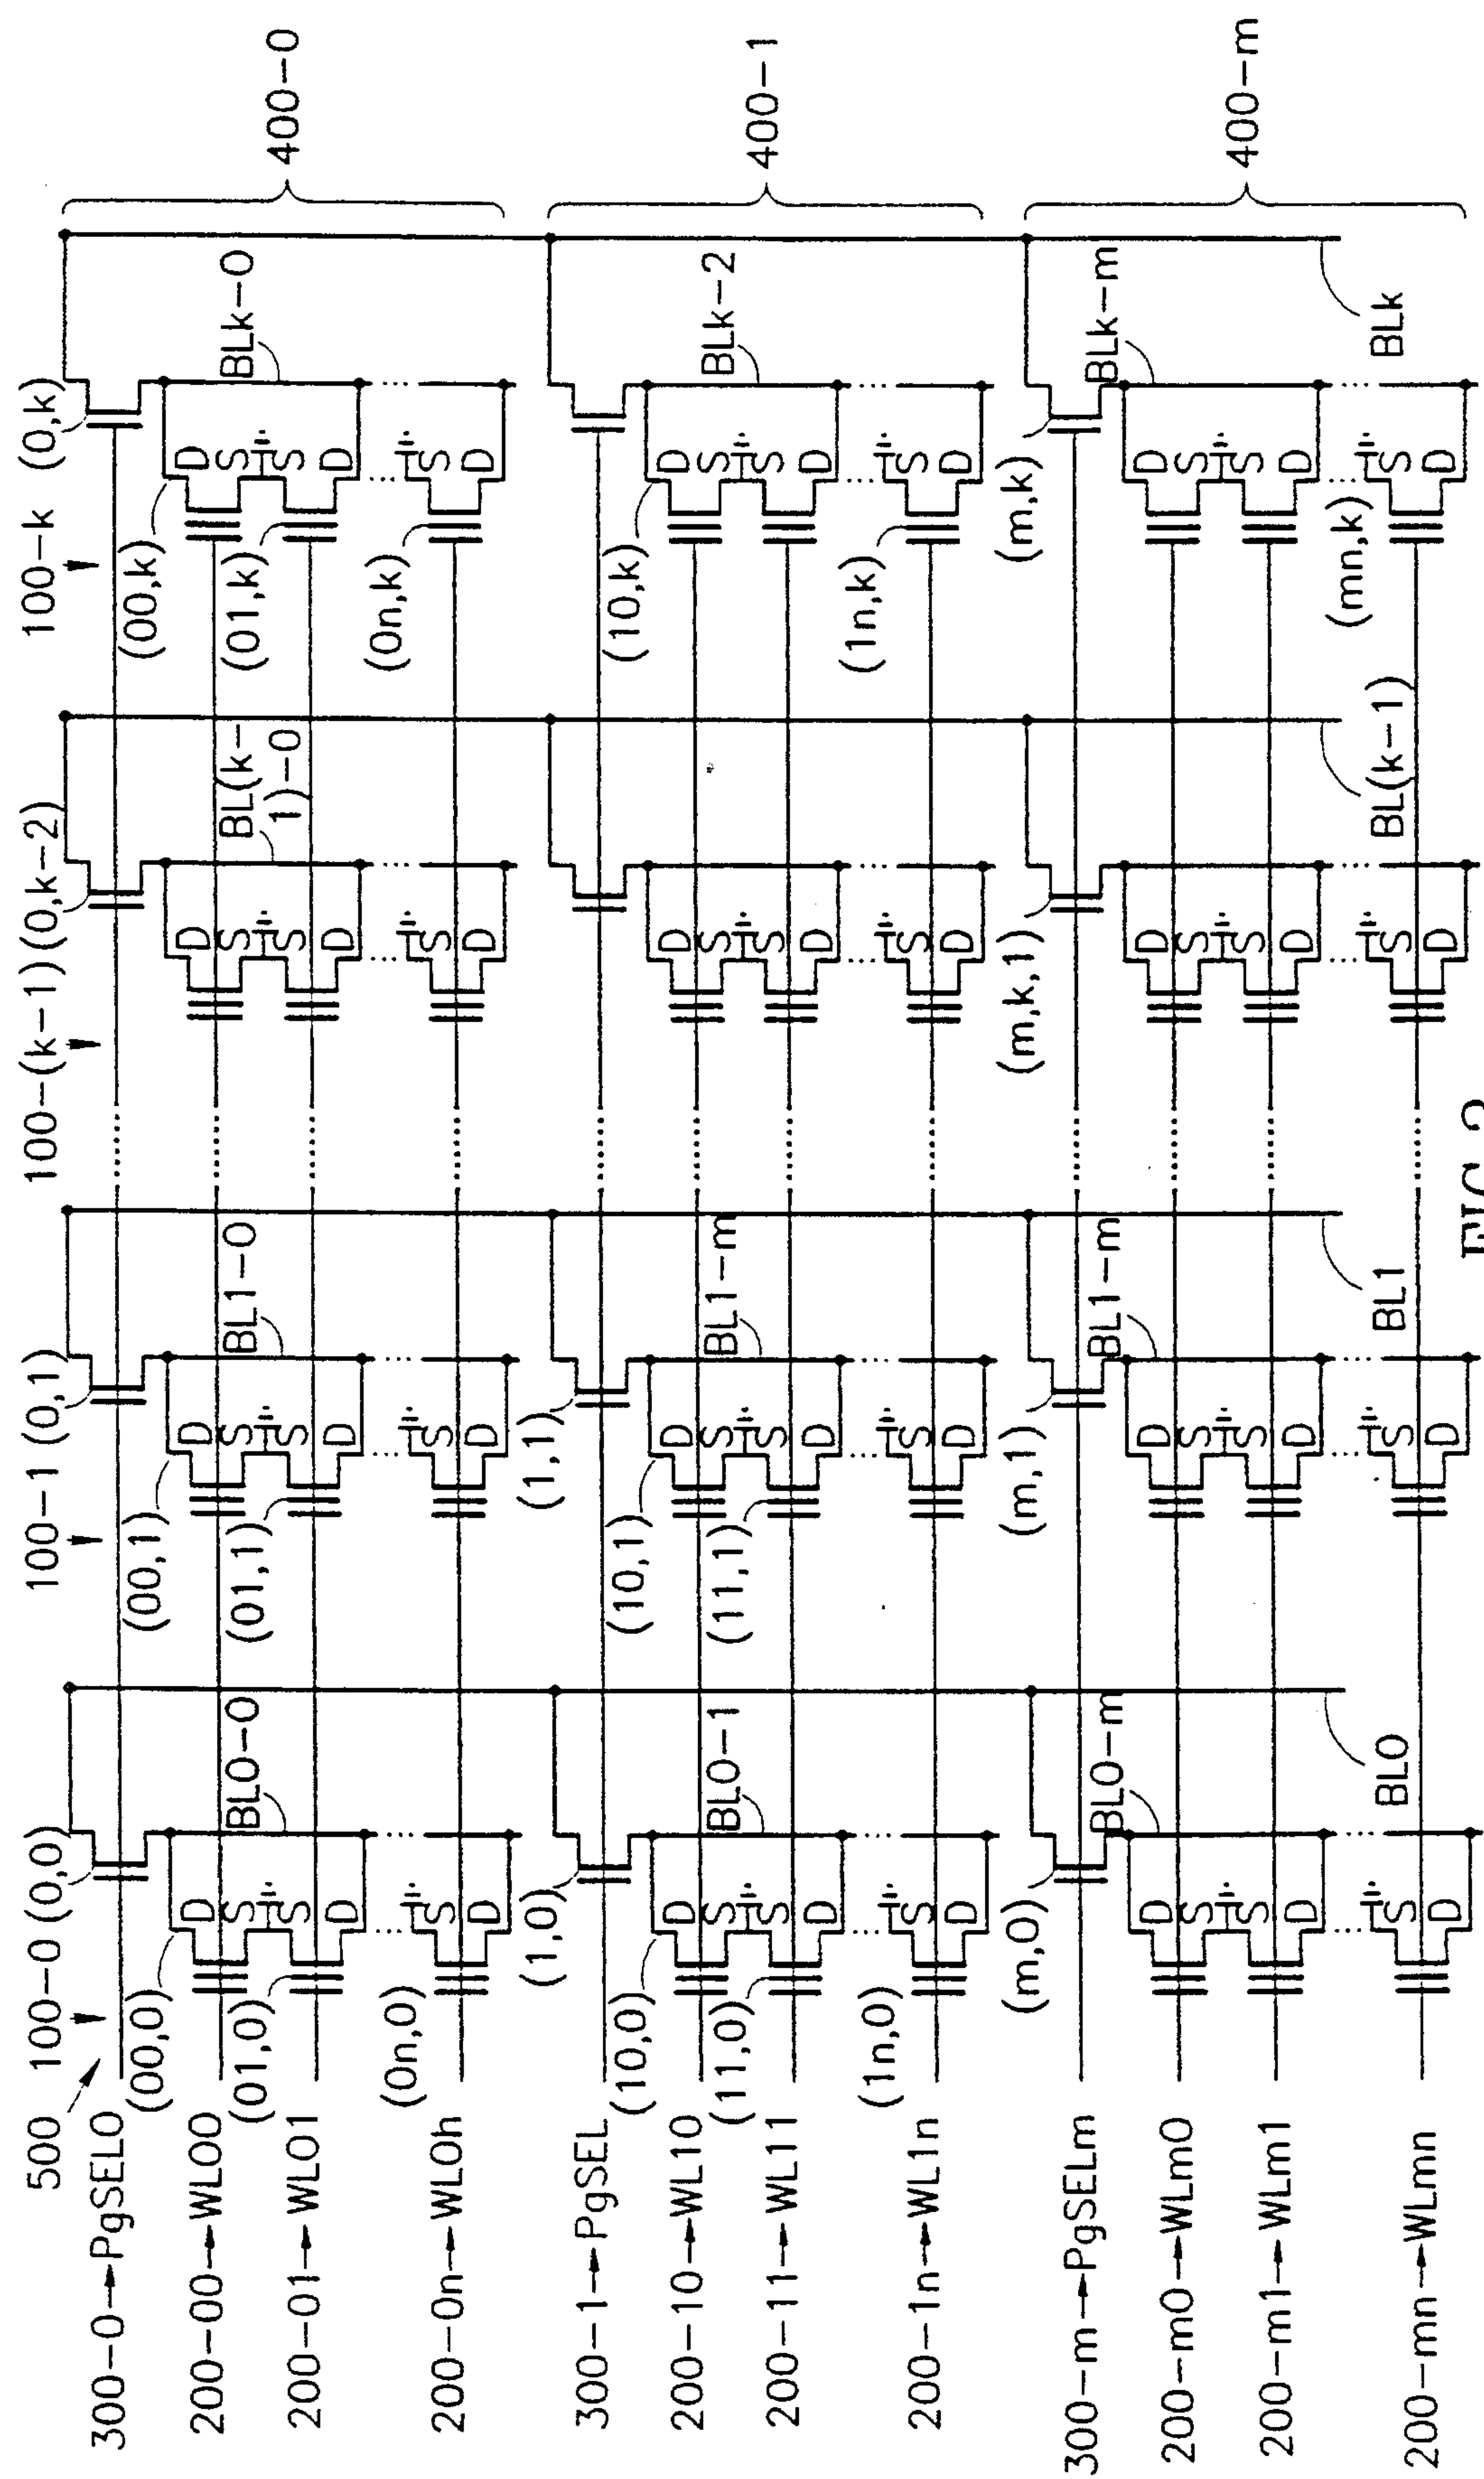 500
100-0 (0,0)
100-1 (0,1)
100-(k-1) (0,k-2)
100-k (0,k)
300-0→PgSEL0
200-00→WL00
200-01→WL01
200-0n→WL0h
(00,0)
(01,0)
(0n,0)
BL0-0
(00,1)
(01,1)
BL1-0
BL(k-
1)-0
(00,k)
(01,k)
(0n,k)
BLk-0
400-0
D
S
S
D
S
D
D
S
S
D
S
D
D
S
S
D
S
D
D
S
S
D
S
D
300-1→PgSEL
200-10→WL10
200-11→WL11
200-1n→WL1n
(1,0)
(10,0)
(11,0)
(1n,0)
BL0-1
(1,1)
(10,1)
(11,1)
BL1-m
(10,k)
(1n,k)
BLk-2
400-1
D
S
S
D
S
D
D
S
S
D
S
D
D
S
S
D
S
D
D
S
S
D
S
D
300-m→PgSELm
200-m0→WLm0
200-m1→WLm1
200-mn→WLmn
(m,0)
BL0-m
(m,1)
BL1-m
(m,k,1)
(m,k)
BLk-m
(mn,k)
400-m
D
S
S
D
S
D
D
S
S
D
S
D
D
S
S
D
S
D
D
S
S
D
S
D
BL0
BL1
BL(k-1)
BLk